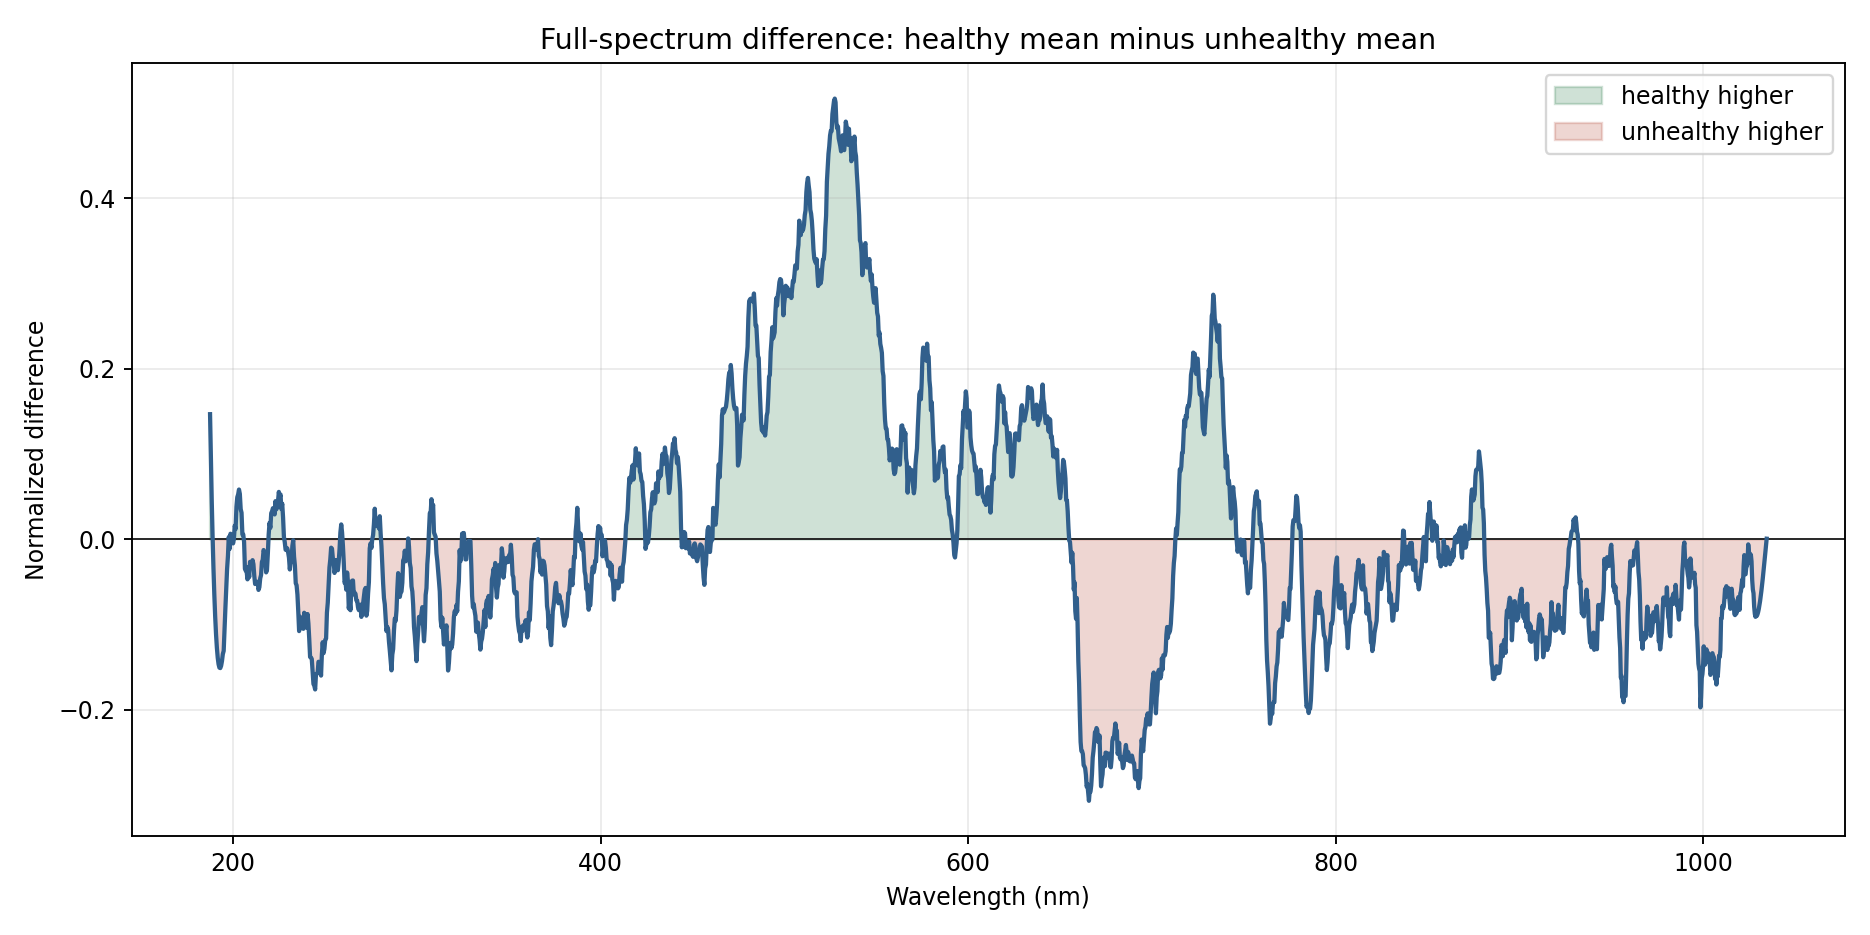 Full-spectrum difference: healthy mean minus unhealthy mean
healthy higher
unhealthy higher
Normalized difference
0.4
0.2
0.0
−0.2
200 400 600 800 1000
Wavelength (nm)